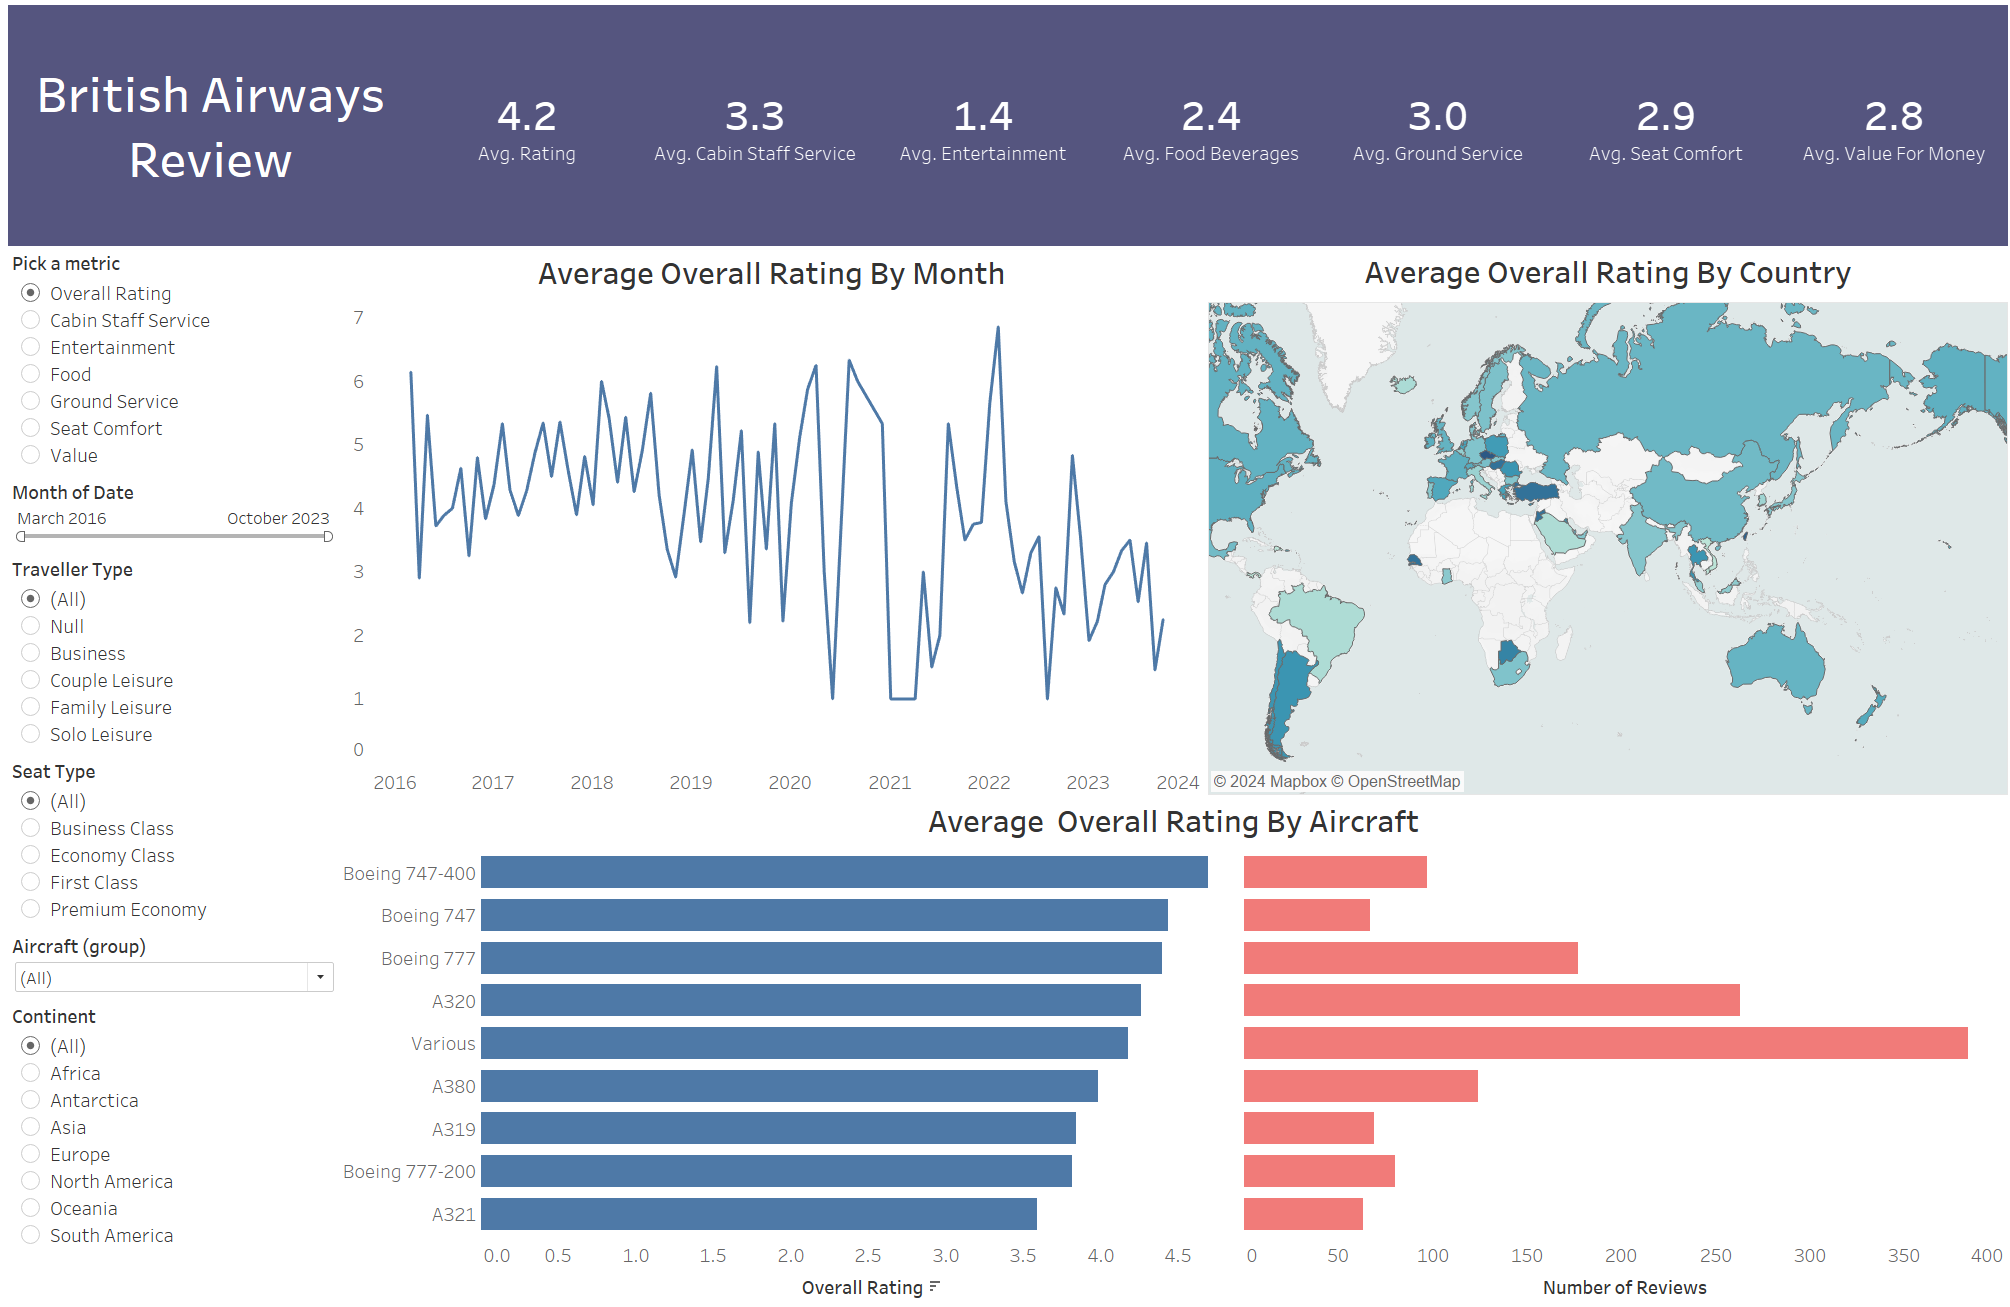 British Airways
Review
4.2
Avg. Rating
3.3
Avg. Cabin Staff Service
1.4
Avg. Entertainment
2.4
Avg. Food Beverages
3.0
Avg. Ground Service
2.9
Avg. Seat Comfort
2.8
Avg. Value For Money
Pick a metric
Overall Rating
Cabin Staff Service
Entertainment
Food
Ground Service
Seat Comfort
Value
Month of Date
March 2016
October 2023
Traveller Type
(All)
Null
Business
Couple Leisure
Family Leisure
Solo Leisure
Seat Type
(All)
Business Class
Economy Class
First Class
Premium Economy
Aircraft (group)
(All)
Continent
(All)
Africa
Antarctica
Asia
Europe
North America
Oceania
South America
Average Overall Rating By Month
7
6
5
4
3
2
1
0
2016 2017 2018 2019 2020 2021 2022 2023 2024
Average Overall Rating By Country
© 2024 Mapbox © OpenStreetMap
Average  Overall Rating By Aircraft
Boeing 747-400
Boeing 747
Boeing 777
A320
Various
A380
A319
Boeing 777-200
A321
0.0 0.5 1.0 1.5 2.0 2.5 3.0 3.5 4.0 4.5
Overall Rating
0 50 100 150 200 250 300 350 400
Number of Reviews